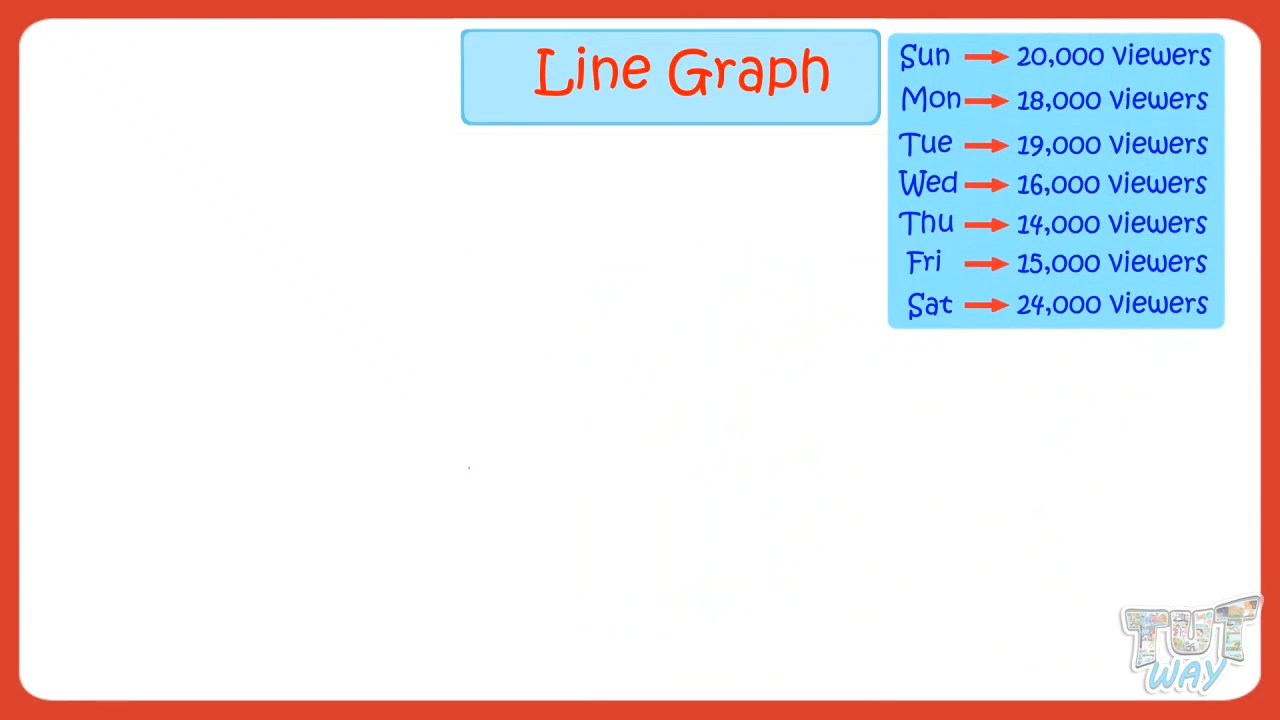 Line Graph
Sun 20,000 Viewers
Mon 18,000 Viewers
Tue 19,000 Viewers
Wed 16,000 Viewers
Thu 14,000 Viewers
Fri 15,000 Viewers
Sat 24,000 Viewers
TUT
WAY